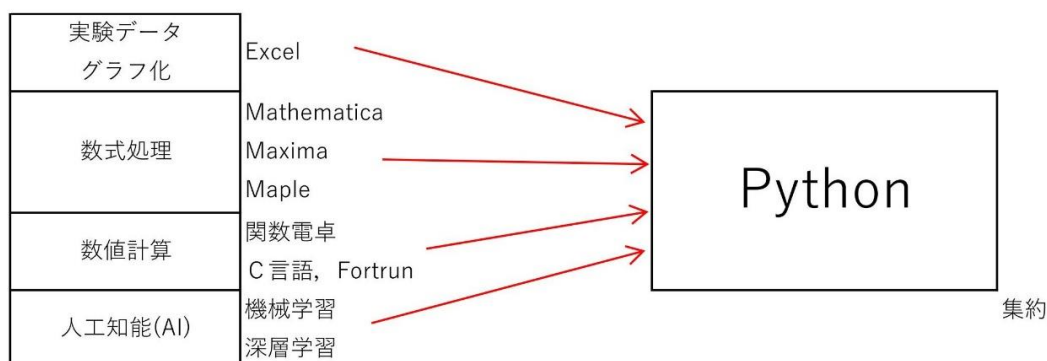 実験データ
グラフ化
Excel
Mathematica
数式処理
Maxima
Maple
数値計算
関数電卓
C言語，Fortrun
人工知能(AI)
機械学習
深層学習
Python
集約